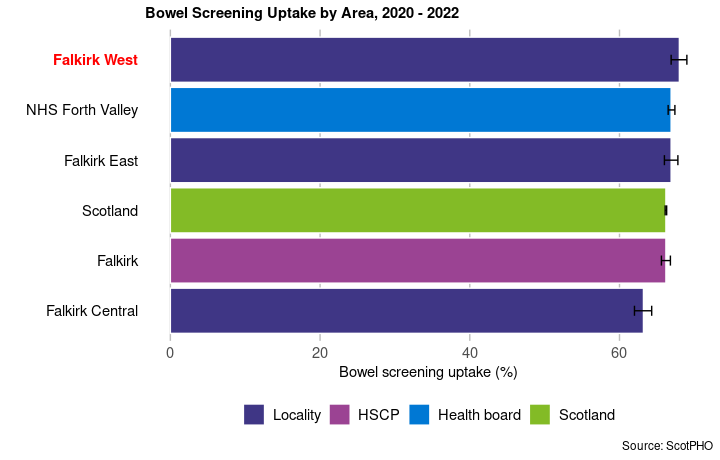 Bowel Screening Uptake by Area, 2020 - 2022
Falkirk West
NHS Forth Valley
Falkirk East
Scotland
Falkirk
Falkirk Central
0 20 40 60
Bowel screening uptake (%)
Locality HSCP Health board Scotland
Source: ScotPHO